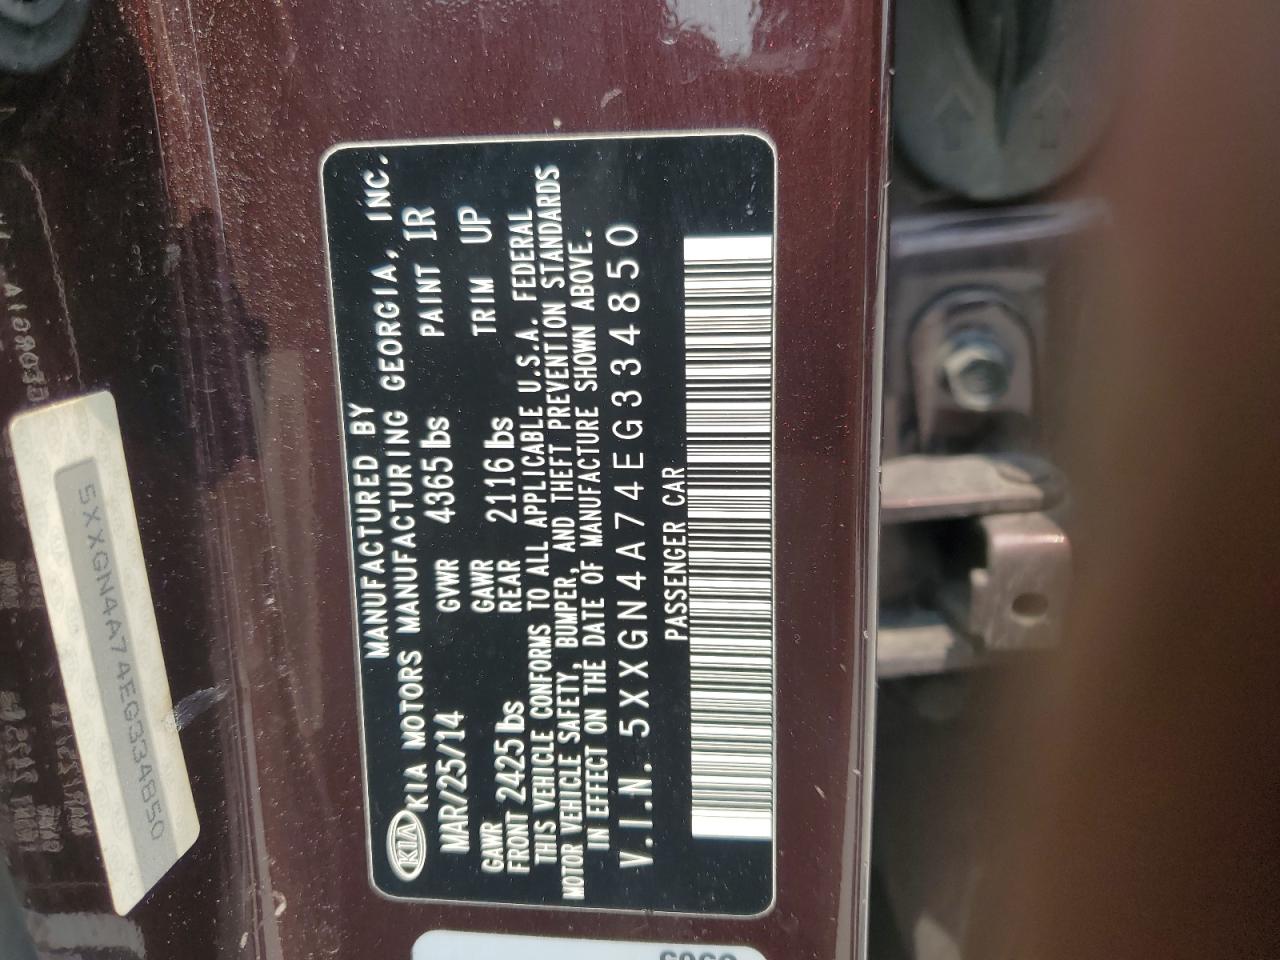 MANUFACTURED BY
KIA KIA MOTORS MANUFACTURING GEORGIA, INC.
MAR/25/14 GVWR 4365 lbs PAINT IR
GAWR FRONT 2425 lbs GAWR REAR 2116 lbs TRIM UP
THIS VEHICLE CONFORMS TO ALL APPLICABLE U.S.A. FEDERAL
MOTOR VEHICLE SAFETY, BUMPER, AND THEFT PREVENTION STANDARDS
IN EFFECT ON THE DATE OF MANUFACTURE SHOWN ABOVE.
V.I.N. 5XXGN4A74EG334850
PASSENGER CAR
5XXGN4A74EG334850